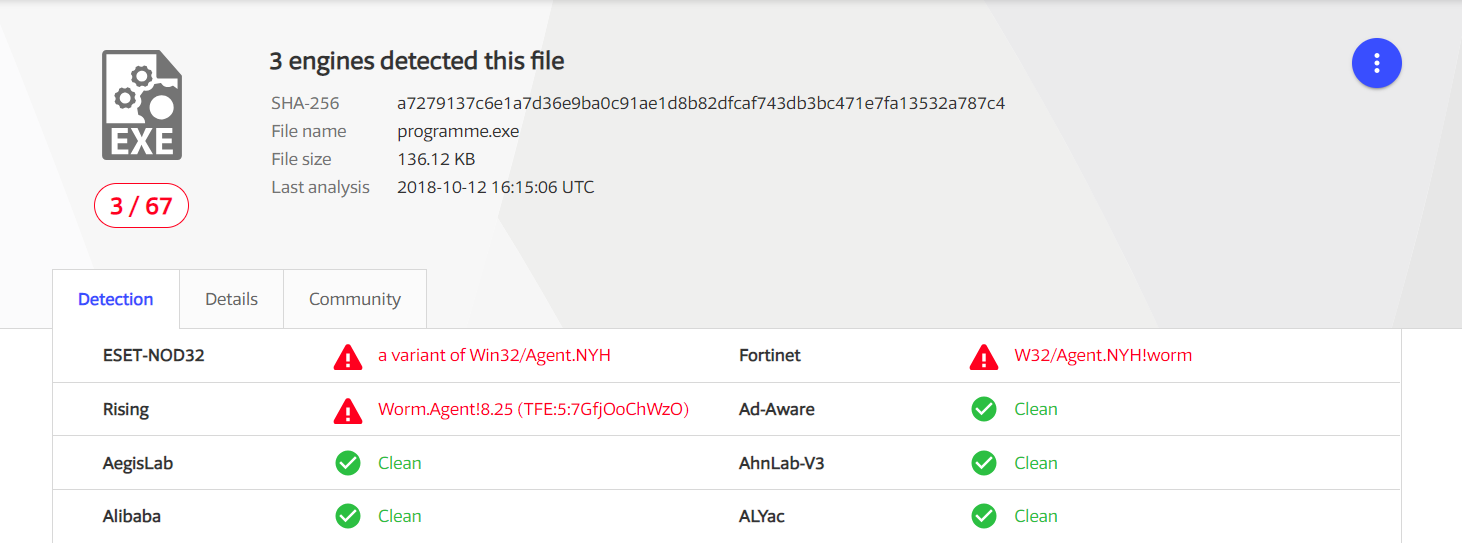 3 engines detected this file
SHA-256 a7279137c6e1a7d36e9ba0c91ae1d8b82dfcaf743db3bc471e7fa13532a787c4
File name programme.exe
File size 136.12 KB
Last analysis 2018-10-12 16:15:06 UTC
EXE
3 / 67
Detection Details Community
ESET-NOD32 a variant of Win32/Agent.NYH Fortinet W32/Agent.NYH!worm
Rising Worm.Agent!8.25 (TFE:5:7GfjOoChWzO) Ad-Aware Clean
AegisLab Clean AhnLab-V3 Clean
Alibaba Clean ALYac Clean